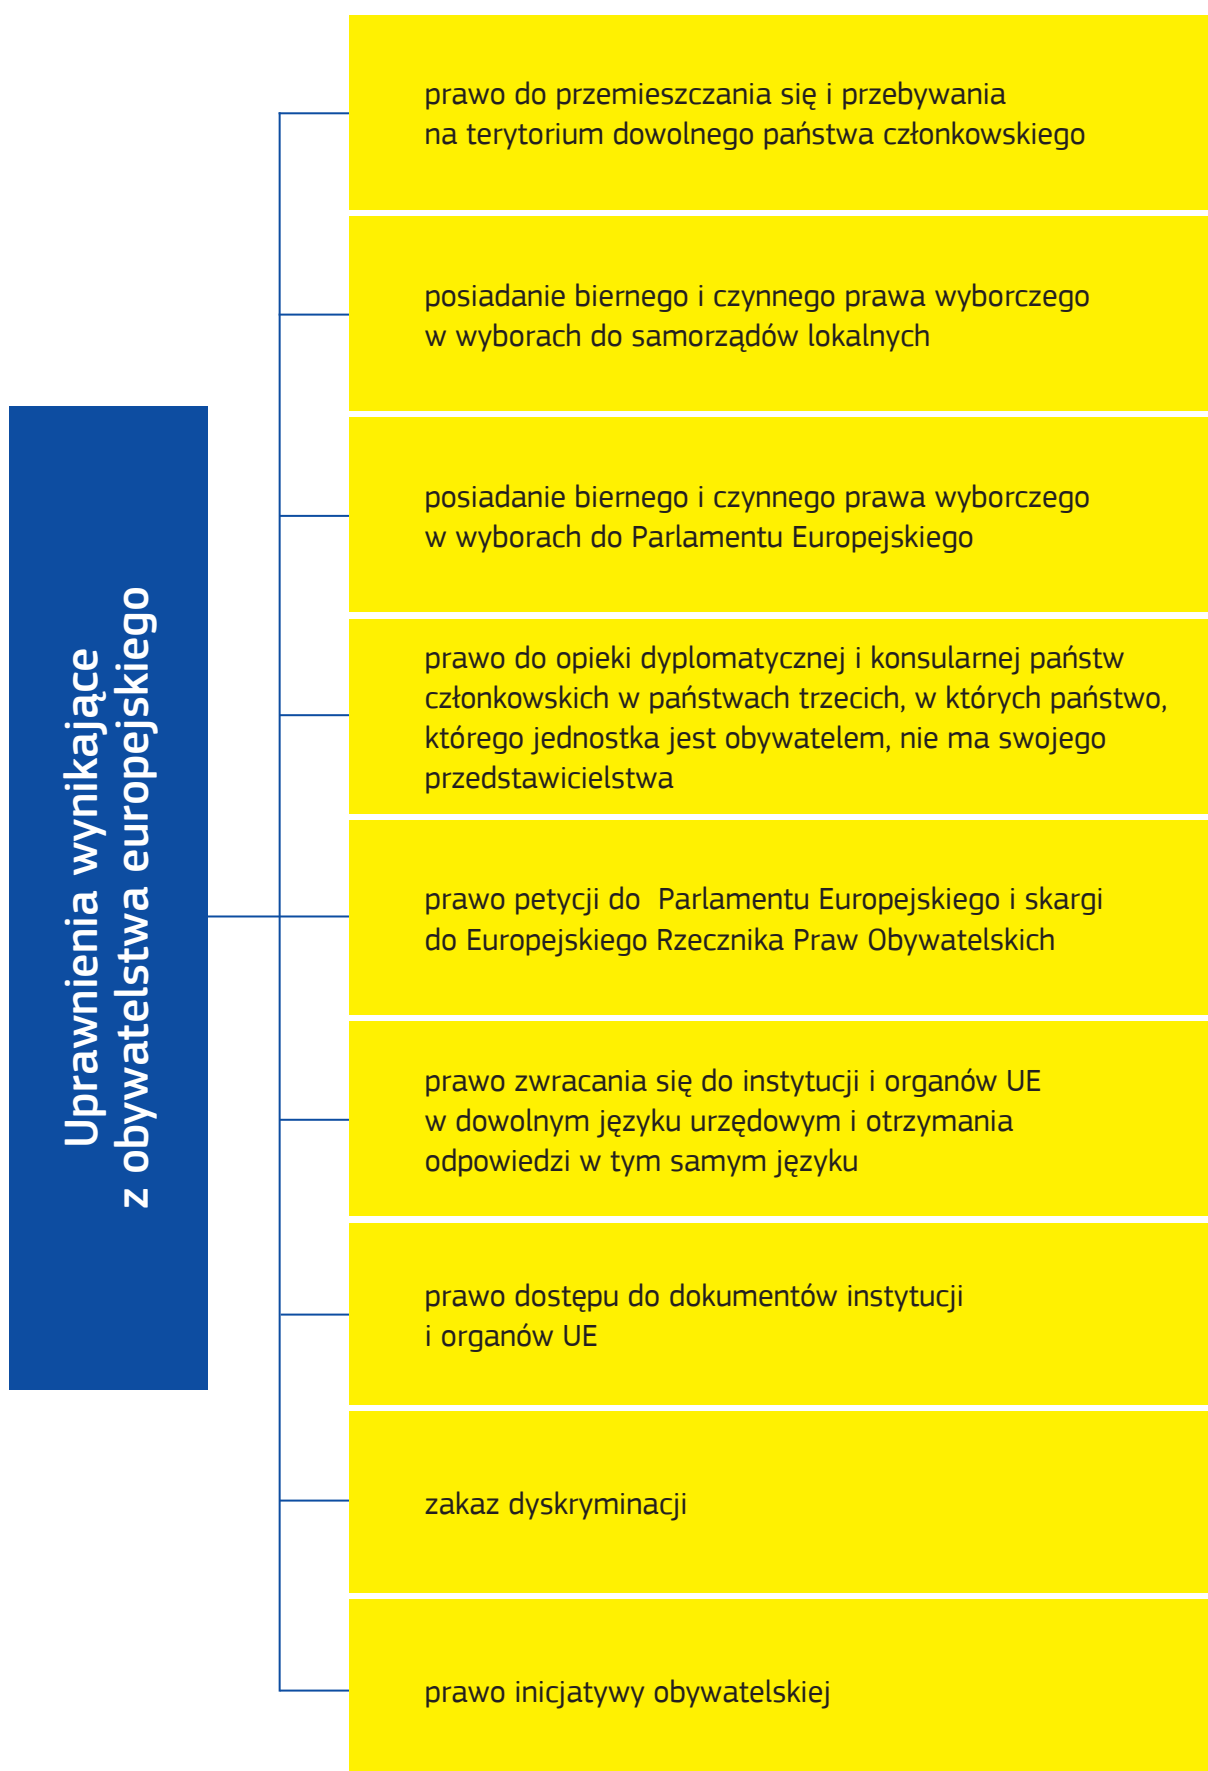 Uprawnienia wynikające
z obywatelstwa europejskiego
prawo do przemieszczania się i przebywania
na terytorium dowolnego państwa członkowskiego
posiadanie biernego i czynnego prawa wyborczego
w wyborach do samorządów lokalnych
posiadanie biernego i czynnego prawa wyborczego
w wyborach do Parlamentu Europejskiego
prawo do opieki dyplomatycznej i konsularnej państw
członkowskich w państwach trzecich, w których państwo,
którego jednostka jest obywatelem, nie ma swojego
przedstawicielstwa
prawo petycji do  Parlamentu Europejskiego i skargi
do Europejskiego Rzecznika Praw Obywatelskich
prawo zwracania się do instytucji i organów UE
w dowolnym języku urzędowym i otrzymania
odpowiedzi w tym samym języku
prawo dostępu do dokumentów instytucji
i organów UE
zakaz dyskryminacji
prawo inicjatywy obywatelskiej